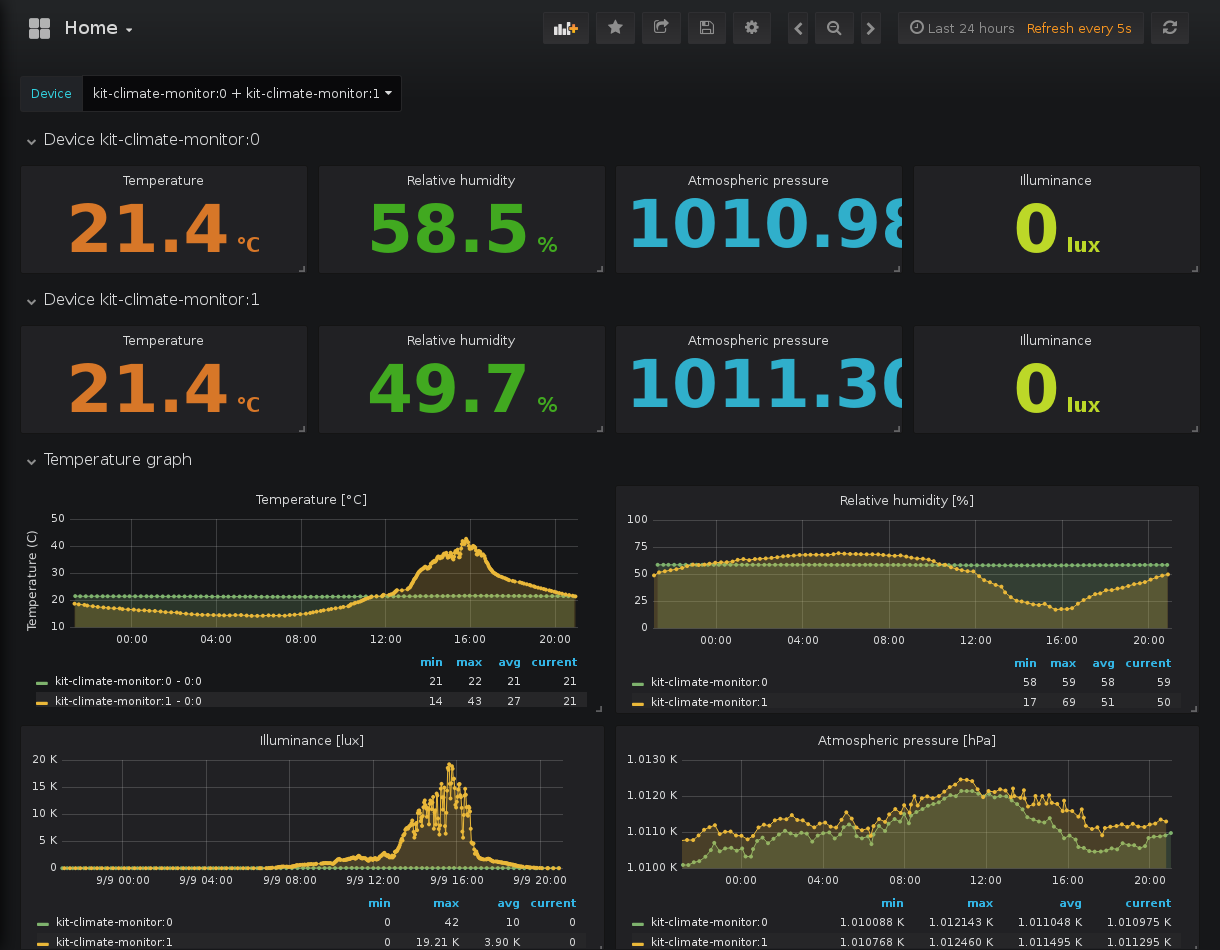 Home
Last 24 hours Refresh every 5s
Device kit-climate-monitor:0 + kit-climate-monitor:1
Device kit-climate-monitor:0
Temperature Relative humidity Atmospheric pressure Illuminance
21.4 °C 58.5 % 1010.98 0 lux
Device kit-climate-monitor:1
Temperature Relative humidity Atmospheric pressure Illuminance
21.4 °C 49.7 % 1011.30 0 lux
Temperature graph
Temperature [°C]
Temperature (C)
50
40
30
20
10
00:00 04:00 08:00 12:00 16:00 20:00
min max avg current
kit-climate-monitor:0 - 0:0 21 22 21 21
kit-climate-monitor:1 - 0:0 14 43 27 21
Relative humidity [%]
100
75
50
25
0
00:00 04:00 08:00 12:00 16:00 20:00
min max avg current
kit-climate-monitor:0 58 59 58 59
kit-climate-monitor:1 17 69 51 50
Illuminance [lux]
20 K
15 K
10 K
5 K
0
9/9 00:00 9/9 04:00 9/9 08:00 9/9 12:00 9/9 16:00 9/9 20:00
min max avg current
kit-climate-monitor:0 0 42 10 0
kit-climate-monitor:1 0 19.21 K 3.90 K 0
Atmospheric pressure [hPa]
1.0130 K
1.0120 K
1.0110 K
1.0100 K
00:00 04:00 08:00 12:00 16:00 20:00
min max avg current
kit-climate-monitor:0 1.010088 K 1.012143 K 1.011048 K 1.010975 K
kit-climate-monitor:1 1.010768 K 1.012460 K 1.011495 K 1.011295 K